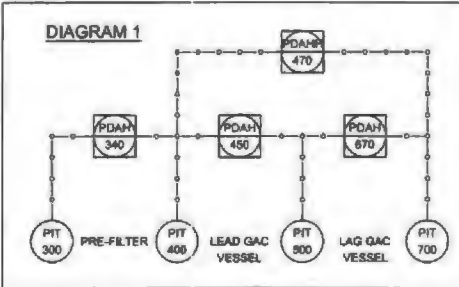 DIAGRAM 1
PDAHH
470
PDAH
340
PDAH
450
PDAH
670
PIT
300
PRE-FILTER
PIT
400
LEAD GAC
VESSEL
PIT
500
LAG GAC
VESSEL
PIT
700